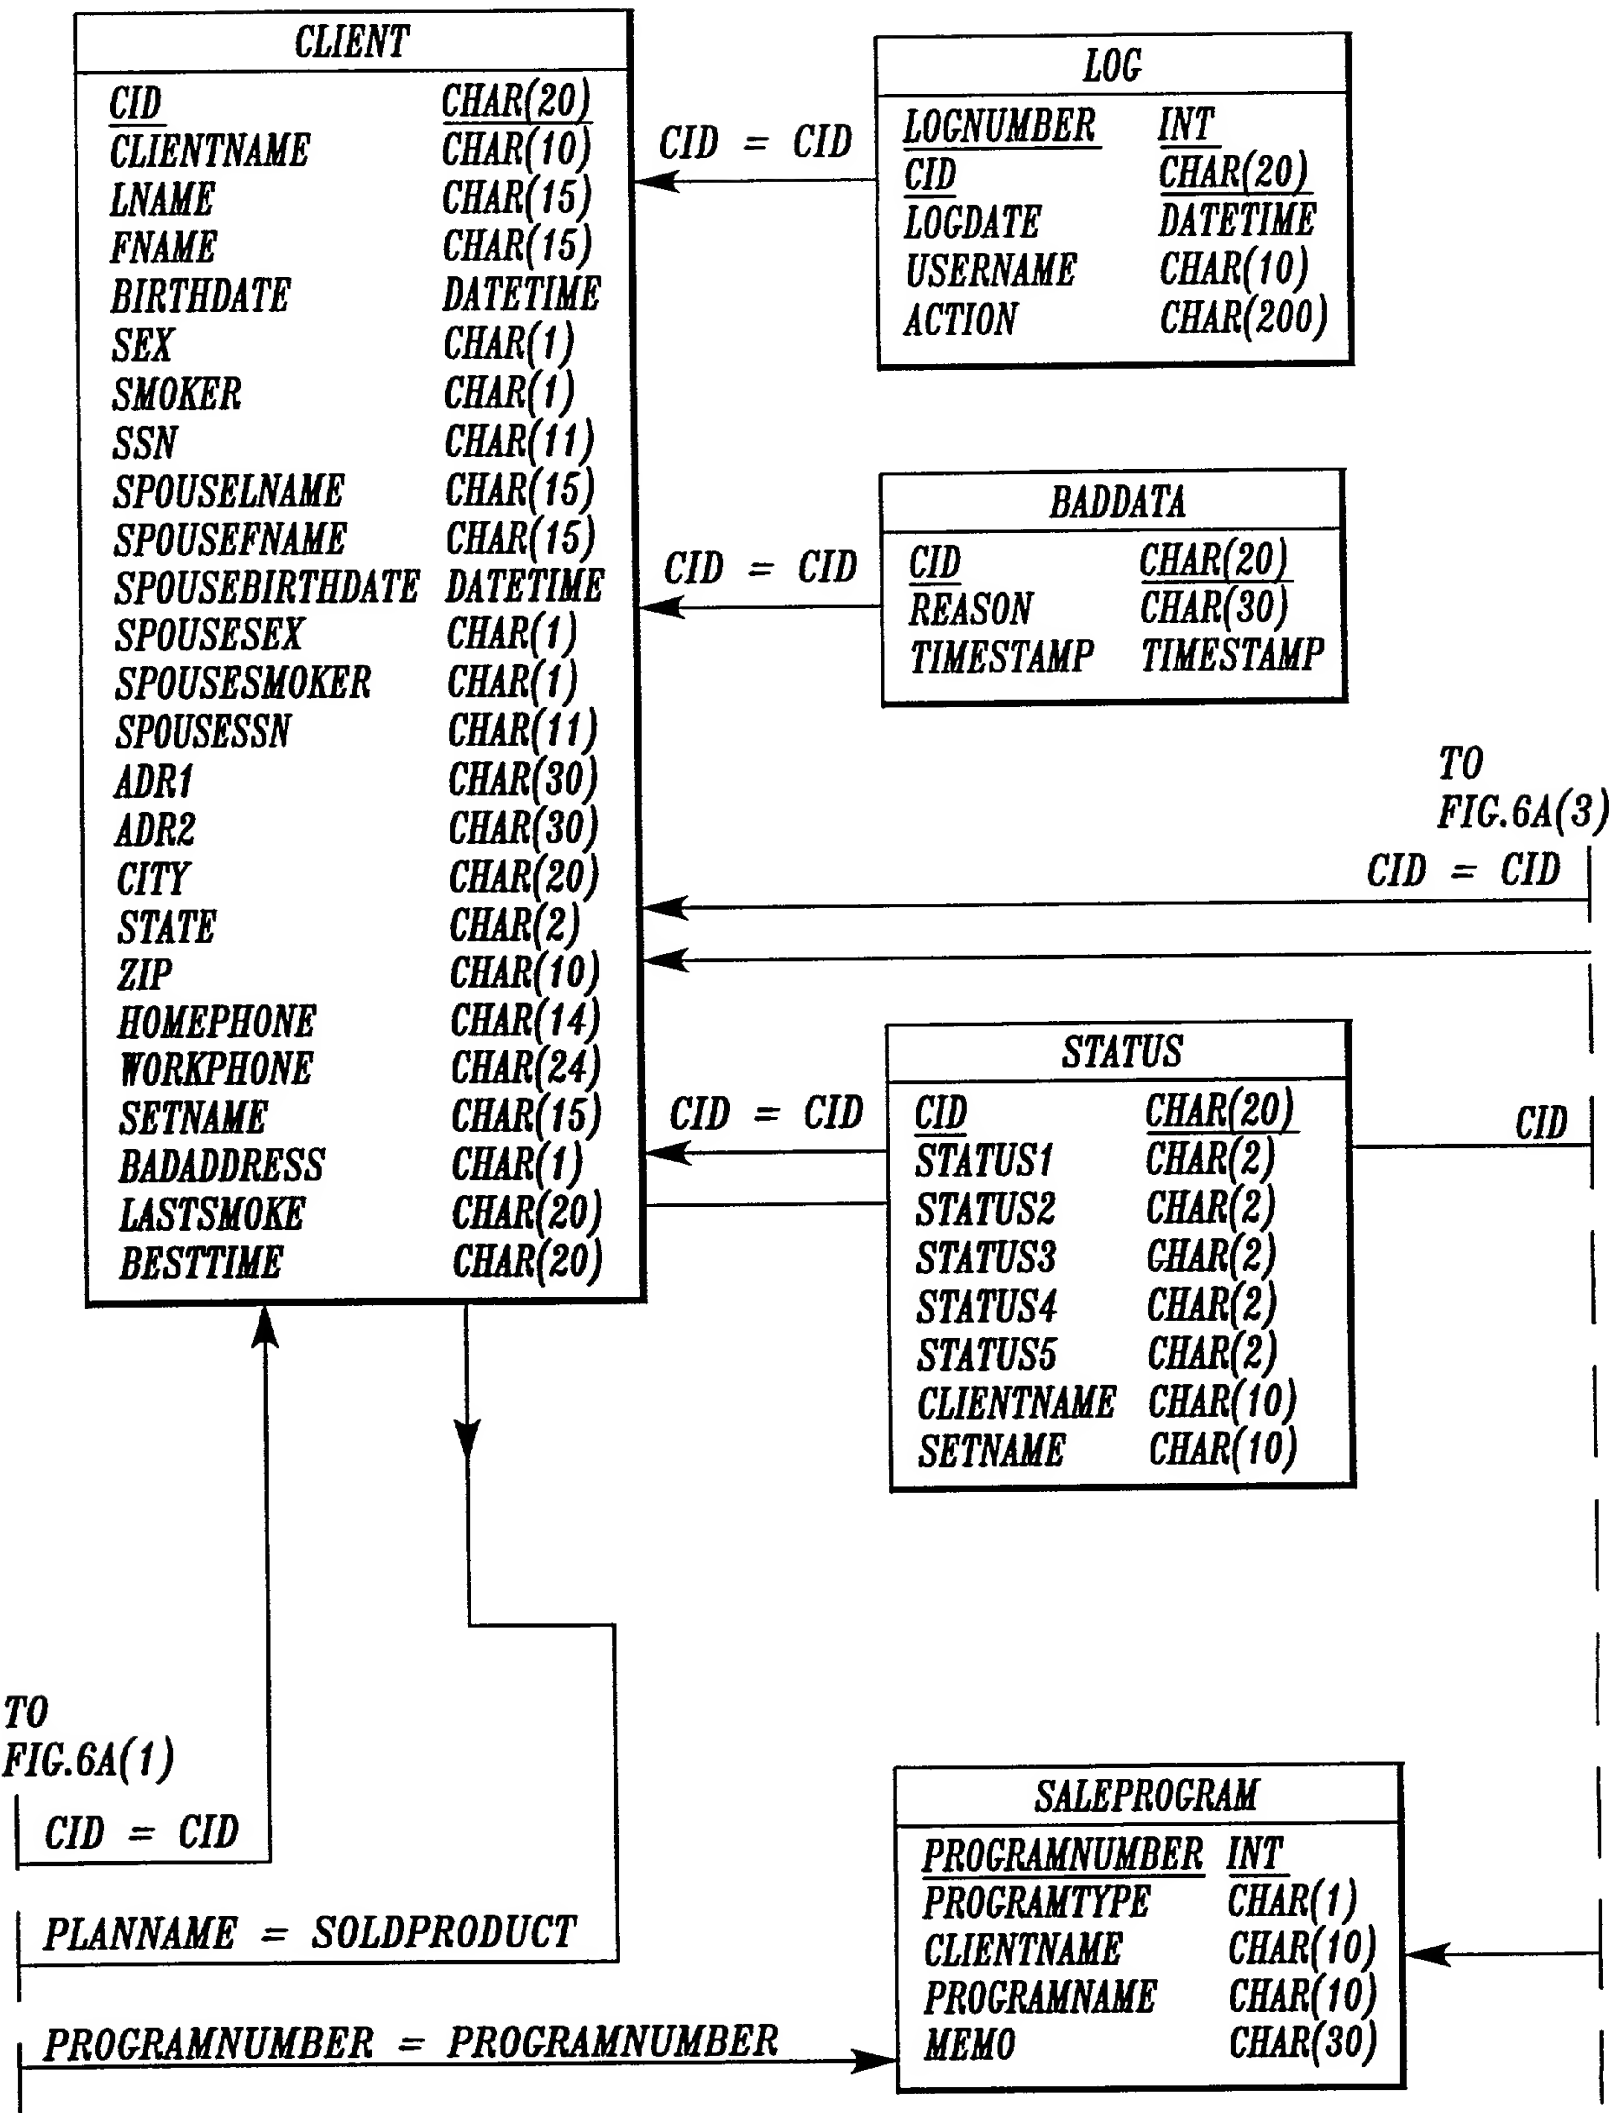 CLIENT
CID CHAR(20)
CLIENTNAME CHAR(10)
LNAME CHAR(15)
FNAME CHAR(15)
BIRTHDATE DATETIME
SEX CHAR(1)
SMOKER CHAR(1)
SSN CHAR(11)
SPOUSELNAME CHAR(15)
SPOUSEFNAME CHAR(15)
SPOUSEBIRTHDATE DATETIME
SPOUSESEX CHAR(1)
SPOUSESMOKER CHAR(1)
SPOUSESSN CHAR(11)
ADR1 CHAR(30)
ADR2 CHAR(30)
CITY CHAR(20)
STATE CHAR(2)
ZIP CHAR(10)
HOMEPHONE CHAR(14)
WORKPHONE CHAR(24)
SETNAME CHAR(15)
BADADDRESS CHAR(1)
LASTSMOKE CHAR(20)
BESTTIME CHAR(20)
CID = CID
LOG
LOGNUMBER INT
CID CHAR(20)
LOGDATE DATETIME
USERNAME CHAR(10)
ACTION CHAR(200)
CID = CID
BADDATA
CID CHAR(20)
REASON CHAR(30)
TIMESTAMP TIMESTAMP
TO
FIG.6A(3)
CID = CID
CID = CID
STATUS
CID CHAR(20)
STATUS1 CHAR(2)
STATUS2 CHAR(2)
STATUS3 GHAR(2)
STATUS4 CHAR(2)
STATUS5 CHAR(2)
CLIENTNAME CHAR(10)
SETNAME CHAR(10)
CID
TO
FIG.6A(1)
CID = CID
PLANNAME = SOLDPRODUCT
PROGRAMNUMBER = PROGRAMNUMBER
SALEPROGRAM
PROGRAMNUMBER INT
PROGRAMTYPE CHAR(1)
CLIENTNAME CHAR(10)
PROGRAMNAME CHAR(10)
MEMO CHAR(30)